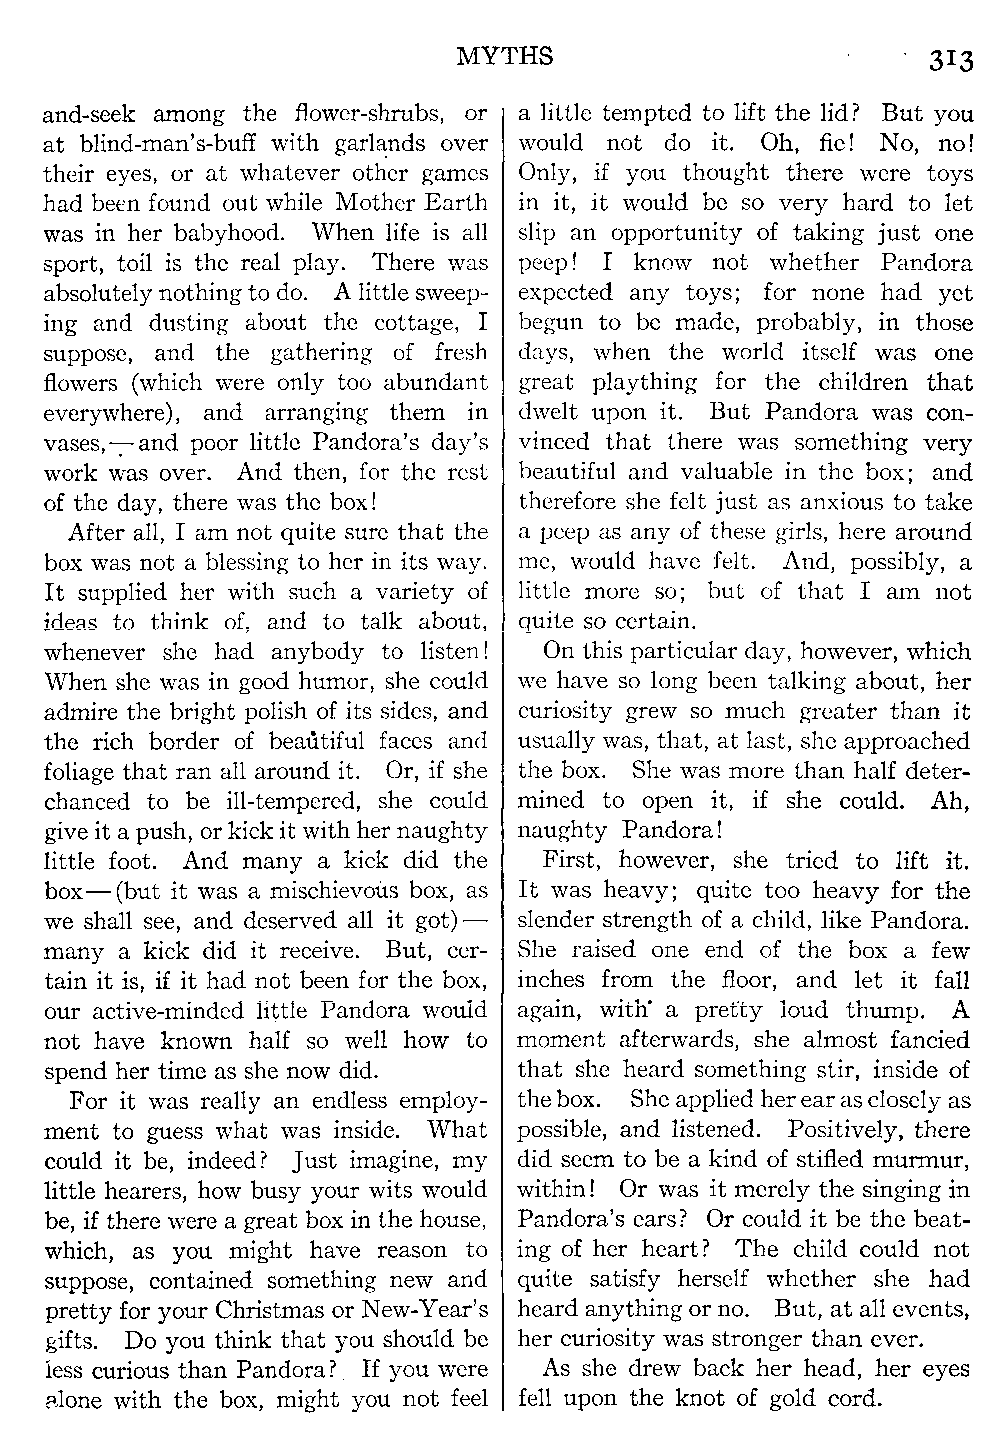 MYTHS 313
and-seek among the flower-shrubs, or
at blind-man's-buff with garlands over
their eyes, or at whatever other games
had been found out while Mother Earth
was in her babyhood. When life is all
sport, toil is the real play. There was
absolutely nothing to do. A little sweep-
ing and dusting about the cottage, I
suppose, and the gathering of fresh
flowers (which were only too abundant
everywhere), and arranging them in
vases,—and poor little Pandora's day's
work was over. And then, for the rest
of the day, there was the box!
After all, I am not quite sure that the
box was not a blessing to her in its way.
It supplied her with such a variety of
ideas to think of, and to talk about,
whenever she had anybody to listen!
When she was in good humor, she could
admire the bright polish of its sides, and
the rich border of beautiful faces and
foliage that ran all around it. Or, if she
chanced to be ill-tempered, she could
give it a push, or kick it with her naughty
little foot. And many a kick did the
box—(but it was a mischievous box, as
we shall see, and deserved all it got)—
many a kick did it receive. But, cer-
tain it is, if it had not been for the box,
our active-minded little Pandora would
not have known half so well how to
spend her time as she now did.
For it was really an endless employ-
ment to guess what was inside. What
could it be, indeed? Just imagine, my
little hearers, how busy your wits would
be, if there were a great box in the house,
which, as you might have reason to
suppose, contained something new and
pretty for your Christmas or New-Year's
gifts. Do you think that you should be
less curious than Pandora? If you were
alone with the box, might you not feel
a little tempted to lift the lid? But you
would not do it. Oh, fie! No, no!
Only, if you thought there were toys
in it, it would be so very hard to let
slip an opportunity of taking just one
peep! I know not whether Pandora
expected any toys; for none had yet
begun to be made, probably, in those
days, when the world itself was one
great plaything for the children that
dwelt upon it. But Pandora was con-
vinced that there was something very
beautiful and valuable in the box; and
therefore she felt just as anxious to take
a peep as any of these girls, here around
me, would have felt. And, possibly, a
little more so; but of that I am not
quite so certain.
On this particular day, however, which
we have so long been talking about, her
curiosity grew so much greater than it
usually was, that, at last, she approached
the box. She was more than half deter-
mined to open it, if she could. Ah,
naughty Pandora!
First, however, she tried to lift it.
It was heavy; quite too heavy for the
slender strength of a child, like Pandora.
She raised one end of the box a few
inches from the floor, and let it fall
again, with a pretty loud thump. A
moment afterwards, she almost fancied
that she heard something stir, inside of
the box. She applied her ear as closely as
possible, and listened. Positively, there
did seem to be a kind of stifled murmur,
within! Or was it merely the singing in
Pandora's ears? Or could it be the beat-
ing of her heart? The child could not
quite satisfy herself whether she had
heard anything or no. But, at all events,
her curiosity was stronger than ever.
As she drew back her head, her eyes
fell upon the knot of gold cord.